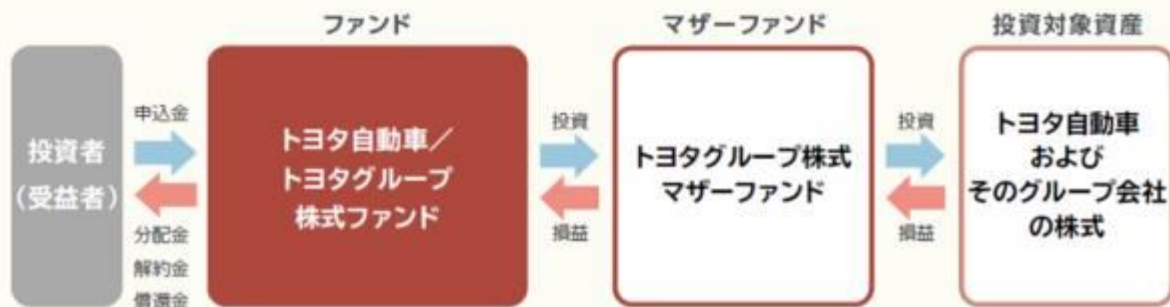 ファンド
マザーファンド
投資対象資産
投資者
(受益者)
申込金
分配金
解約金
償還金
トヨタ自動車／
トヨタグループ
株式ファンド
投資
損益
トヨタグループ株式
マザーファンド
投資
損益
トヨタ自動車
および
そのグループ会社
の株式